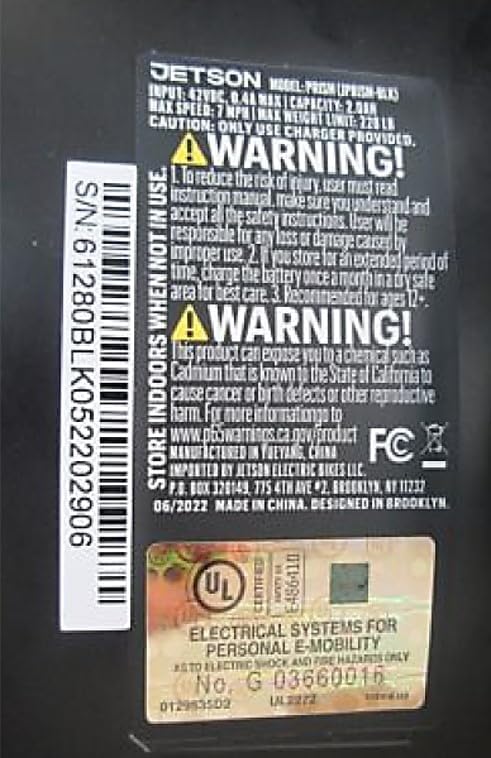 JETSON MODEL: PRISM (JPRISM-BLK)
INPUT: 42VDC, 0.4A MAX | CAPACITY: 2.0AH
MAX SPEED: 7 MPH | MAX WEIGHT LIMIT: 220 LB
CAUTION: ONLY USE CHARGER PROVIDED.
WARNING!
1. To reduce the risk of injury, user must read
instruction manual, make sure you understand and
accept all the safety instructions. User will be
responsible for any loss or damage caused by
improper use. 2. If you store for an extended period of
time, charge the battery once a month in a dry safe
area for best care. 3. Recommended for ages 12+.
WARNING!
This product can expose you to a chemical such as
Cadmium that is known to the State of California to
cause cancer or birth defects or other reproductive
harm. For more information go to
www.p65warnings.ca.gov/product
MANUFACTURED IN YUEYANG, CHINA
IMPORTED BY JETSON ELECTRIC BIKES LLC.
P.O. BOX 320149, 775 4TH AVE #2. BROOKLYN, NY 11232
06/2022 MADE IN CHINA. DESIGNED IN BROOKLYN.
STORE INDOORS WHEN NOT IN USE.
FC
S/N: 61280BLK052202906
UL
CERTIFIED
E486410
ELECTRICAL SYSTEMS FOR
PERSONAL E-MOBILITY
AS TO ELECTRIC SHOCK AND FIRE HAZARDS ONLY
No. G 03660016
UL2272